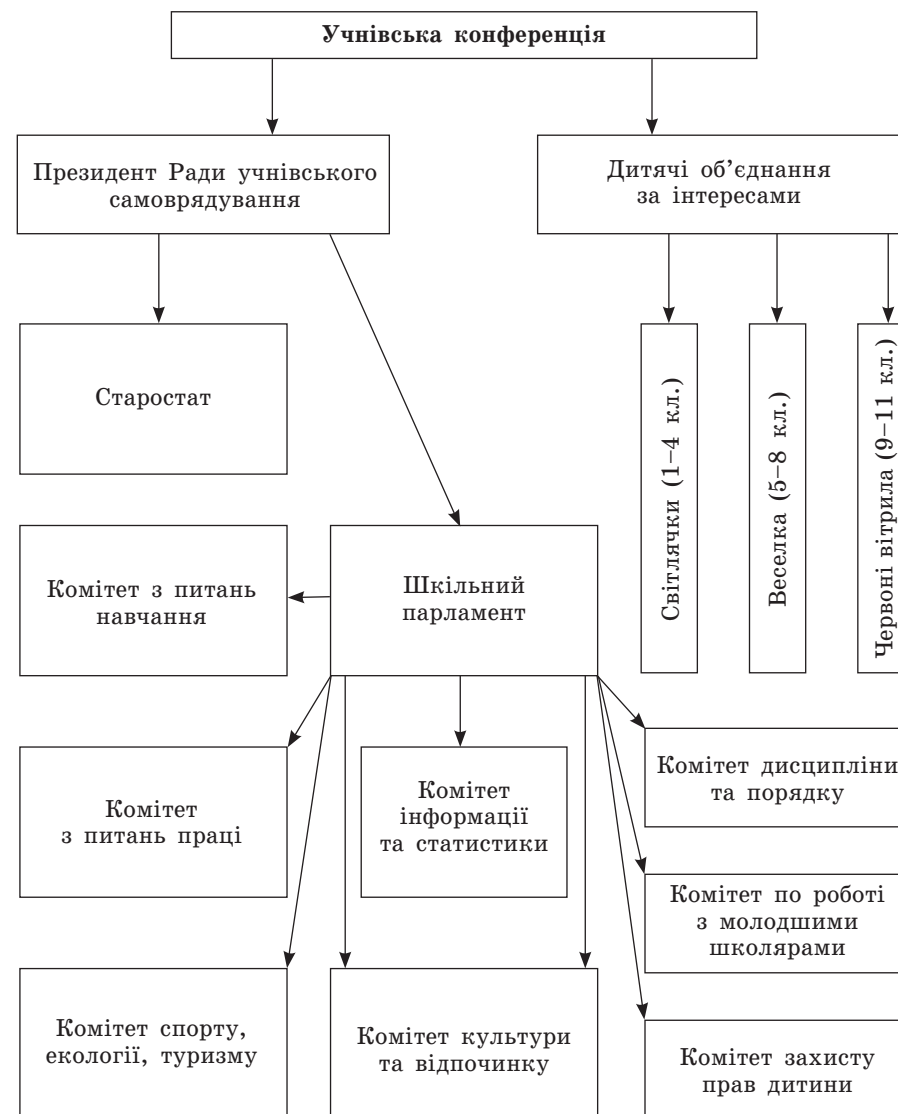 Учнівська конференція
Президент Ради учнівського
самоврядування
Дитячі об’єднання
за інтересами
Старостат
Світлячки (1–4 кл.)
Веселка (5–8 кл.)
Червоні вітрила (9–11 кл.)
Комітет з питань
навчання
Шкільний
парламент
Комітет
з питань праці
Комітет
інформації
та статистики
Комітет дисципліни
та порядку
Комітет по роботі
з молодшими
школярами
Комітет спорту,
екології, туризму
Комітет культури
та відпочинку
Комітет захисту
прав дитини